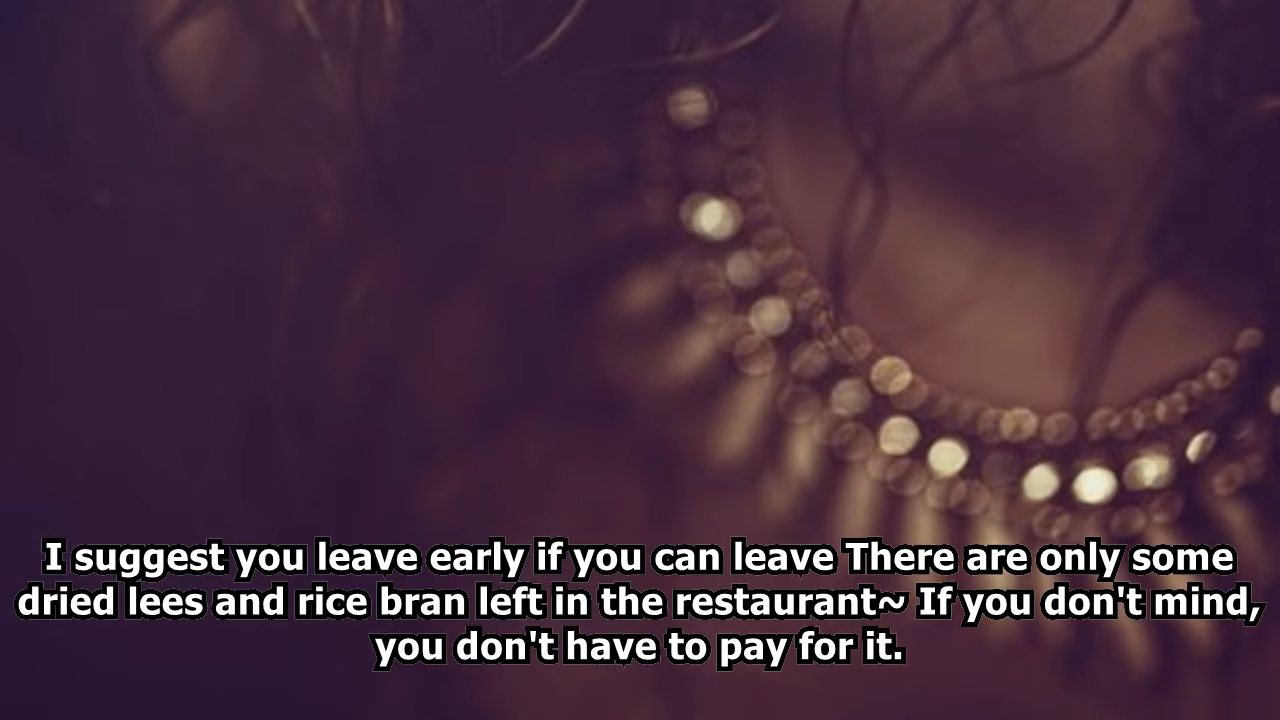 I suggest you leave early if you can leave There are only some
dried lees and rice bran left in the restaurant~ If you don't mind,
you don't have to pay for it.